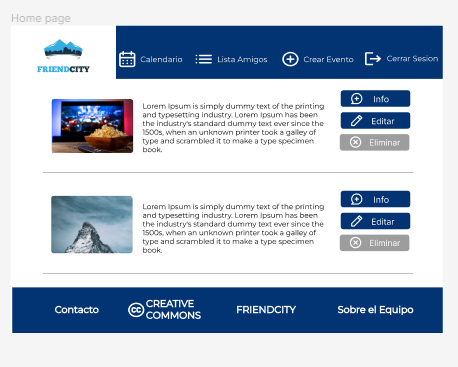 Home page
FRIENDCITY
Calendario
Lista Amigos
Crear Evento
Cerrar Sesion
Lorem Ipsum is simply dummy text of the printing
and typesetting industry. Lorem Ipsum has been
the industry's standard dummy text ever since the
1500s, when an unknown printer took a galley of
type and scrambled it to make a type specimen
book.
Info
Editar
Eliminar
Lorem Ipsum is simply dummy text of the printing
and typesetting industry. Lorem Ipsum has been
the industry's standard dummy text ever since the
1500s, when an unknown printer took a galley of
type and scrambled it to make a type specimen
book.
Info
Editar
Eliminar
Contacto
cc CREATIVE
COMMONS
FRIENDCITY
Sobre el Equipo